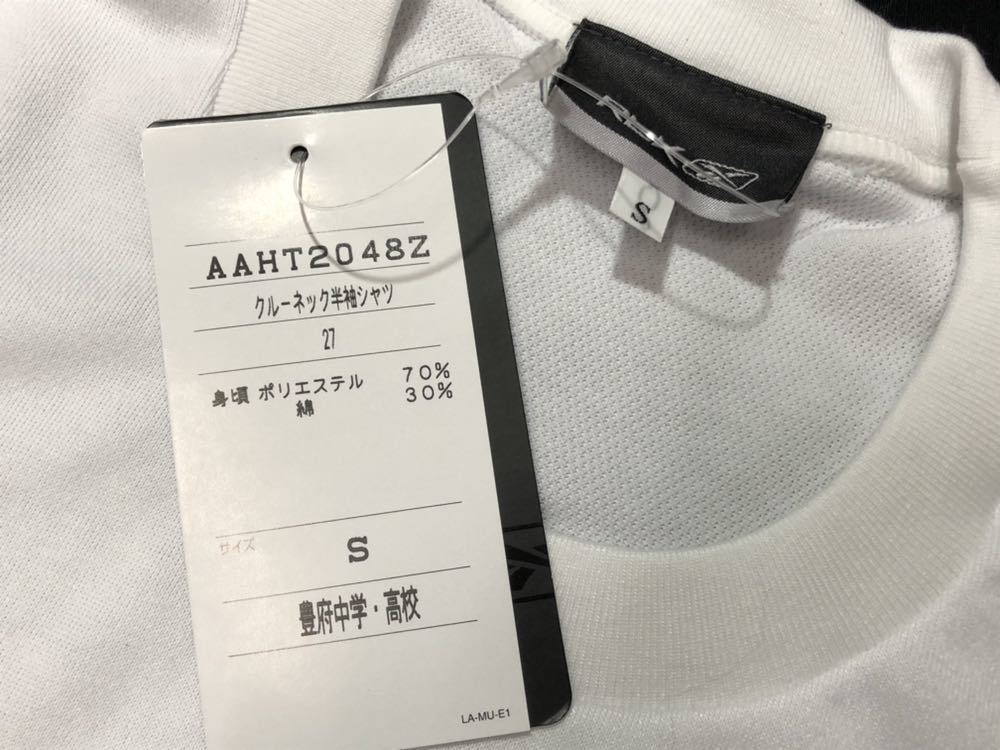 AAHT2048Z
クルーネック半袖シャツ
27
身頃 ポリエステル 70%
綿 30%
サイズ S
豊府中学・高校
LA-MU-E1
S